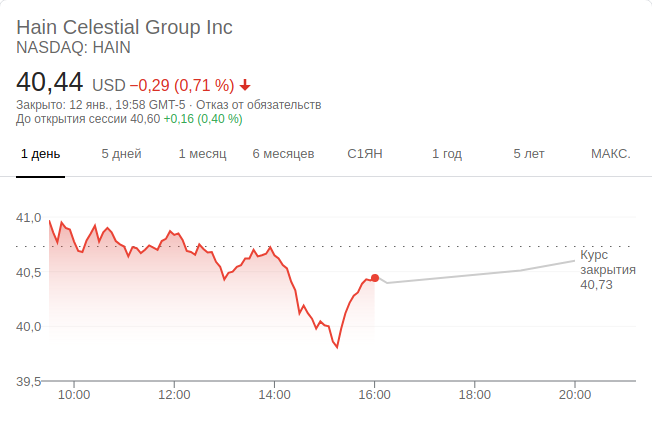 Hain Celestial Group Inc
NASDAQ: HAIN
40,44 USD −0,29 (0,71 %)
Закрыто: 12 янв., 19:58 GMT-5 · Отказ от обязательств
До открытия сессии 40,60 +0,16 (0,40 %)
1 день 5 дней 1 месяц 6 месяцев С1ЯН 1 год 5 лет МАКС.
41,0
40,5
40,0
39,5
Курс
закрытия
40,73
10:00 12:00 14:00 16:00 18:00 20:00